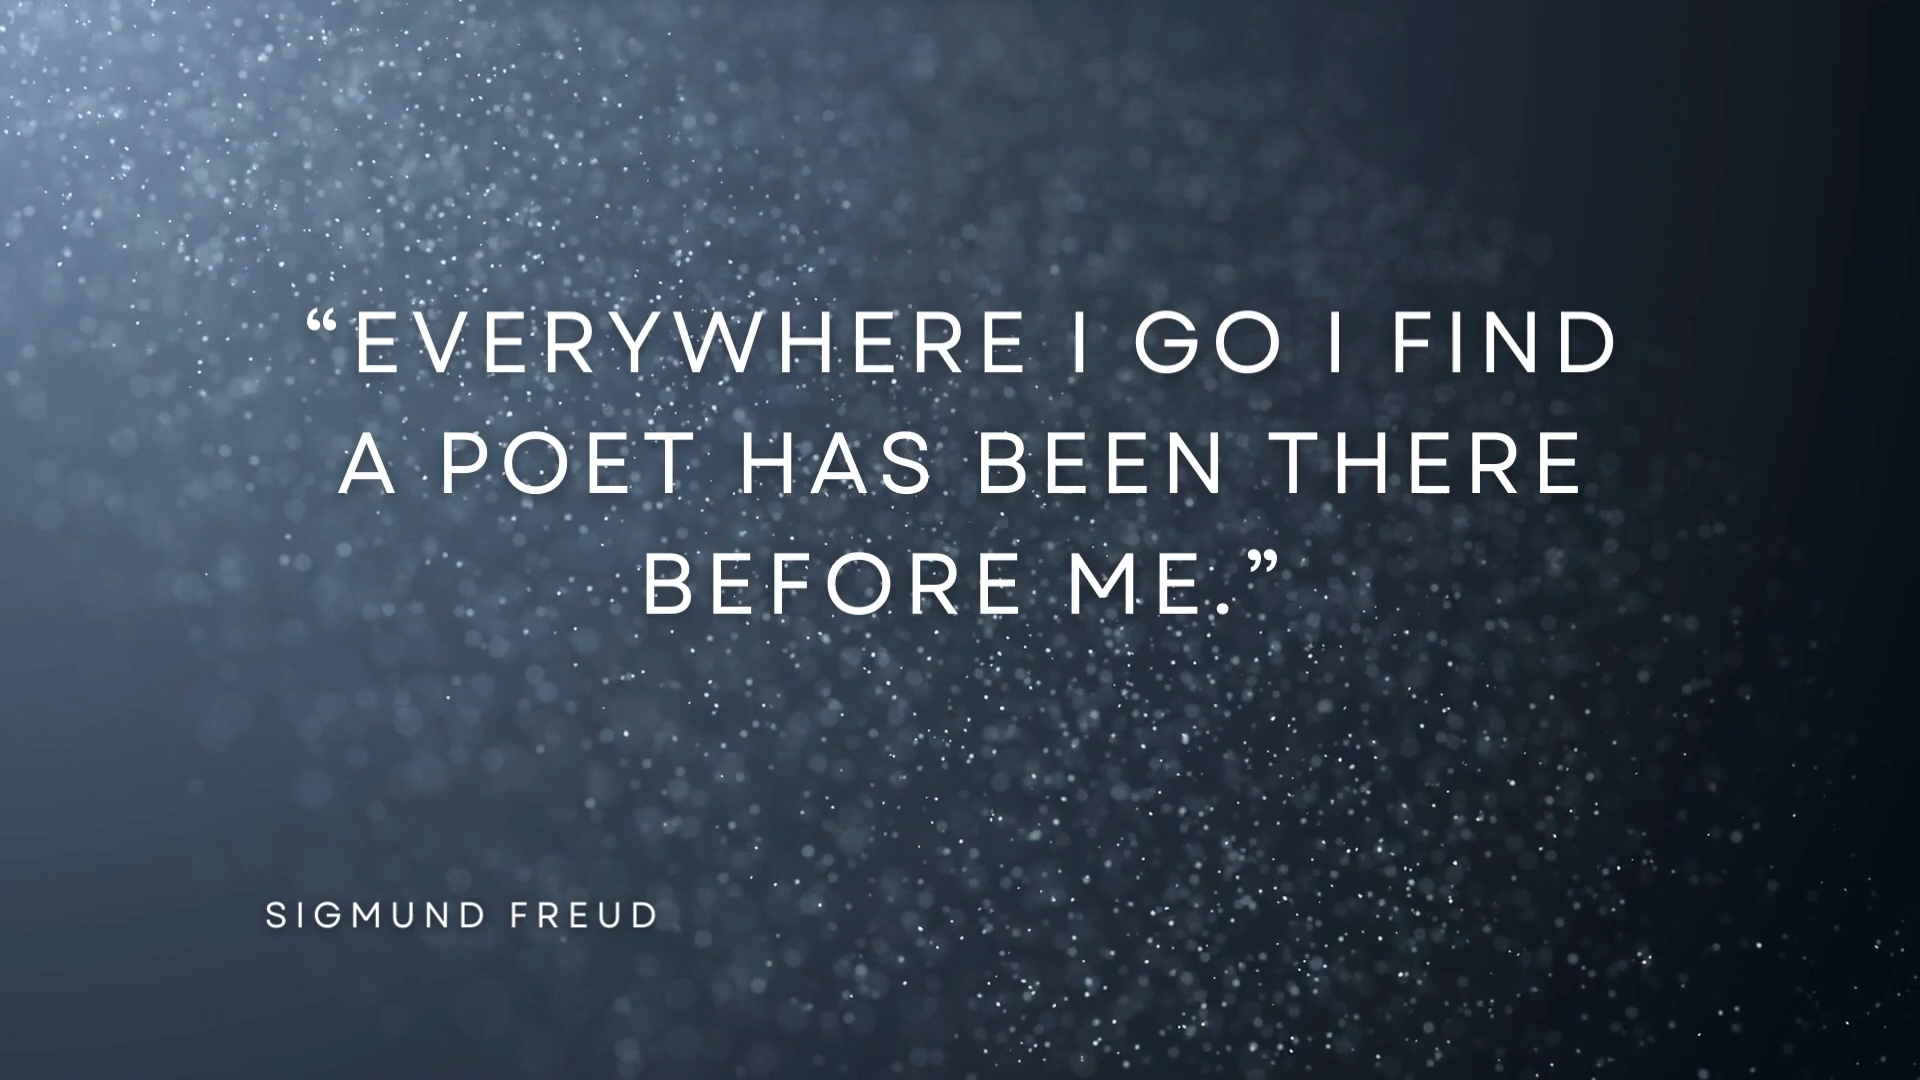 “EVERYWHERE I GO I FIND
A POET HAS BEEN THERE
BEFORE ME.”
SIGMUND FREUD